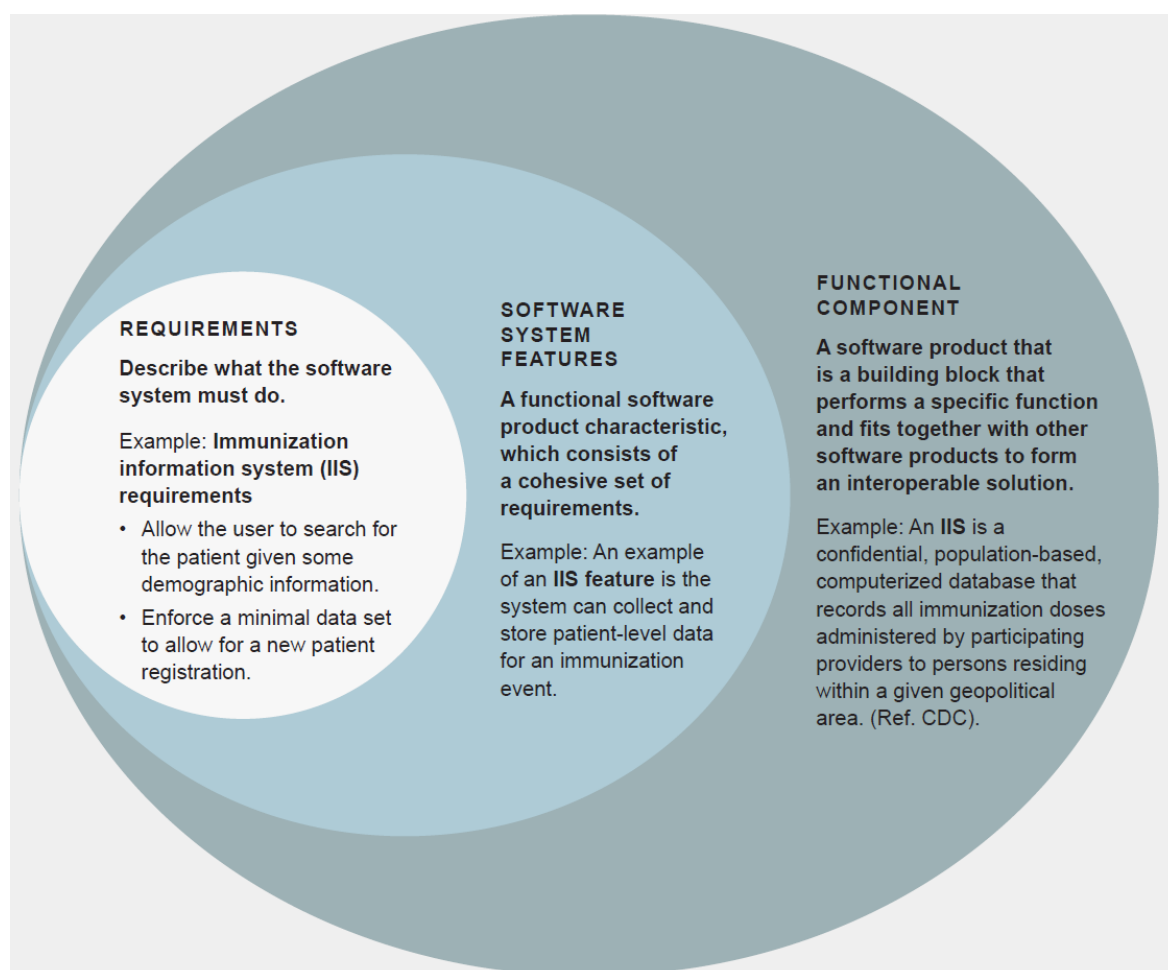 REQUIREMENTS
Describe what the software
system must do.
Example: Immunization
information system (IIS)
requirements
• Allow the user to search for
the patient given some
demographic information.
• Enforce a minimal data set
to allow for a new patient
registration.
SOFTWARE
SYSTEM
FEATURES
A functional software
product characteristic,
which consists of
a cohesive set of
requirements.
Example: An example
of an IIS feature is the
system can collect and
store patient-level data
for an immunization
event.
FUNCTIONAL
COMPONENT
A software product that
is a building block that
performs a specific function
and fits together with other
software products to form
an interoperable solution.
Example: An IIS is a
confidential, population-based,
computerized database that
records all immunization doses
administered by participating
providers to persons residing
within a given geopolitical
area. (Ref. CDC).